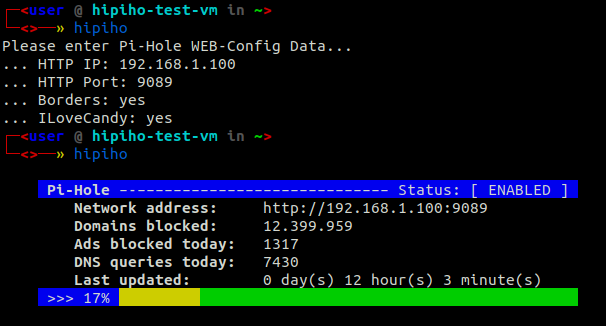 ┌─<user @ hipiho-test-vm in ~>
└─<>──» hipiho
Please enter Pi-Hole WEB-Config Data...
... HTTP IP: 192.168.1.100
... HTTP Port: 9089
... Borders: yes
... ILoveCandy: yes
┌─<user @ hipiho-test-vm in ~>
└─<>──» hipiho
Pi-Hole ------------------------------ Status: [ ENABLED ]
Network address: http://192.168.1.100:9089
Domains blocked: 12.399.959
Ads blocked today: 1317
DNS queries today: 7430
Last updated: 0 day(s) 12 hour(s) 3 minute(s)
>>> 17%